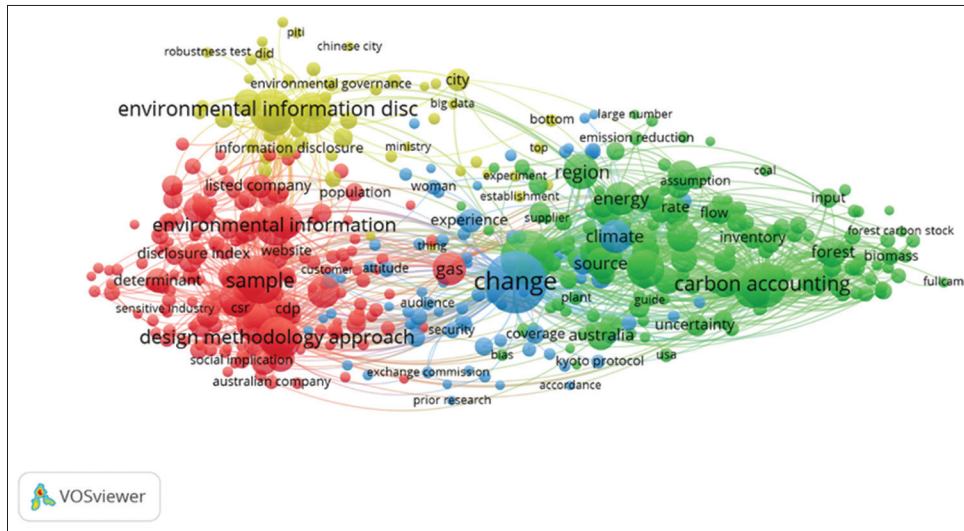 piti
robustness test did
chinese city
environmental governance
city
environmental information disc
big data
large number
bottom
emission reduction
information disclosure
ministry
top
region
coal
listed company
population
woman
experiment
assumption
establishment
energy
rate
flow
input
environmental information
experience
supplier
forest carbon stock
climate
inventory
disclosure index
website
thing
forest
biomass
customer
attitude
gas
source
determinant
sample
change
carbon accounting
fullcam
sensitive industry
csr
cdp
audience
plant
guide
design methodology approach
security
coverage
australia
uncertainty
social implication
bias
kyoto protocol
usa
australian company
exchange commission
accordance
prior research
VOSviewer